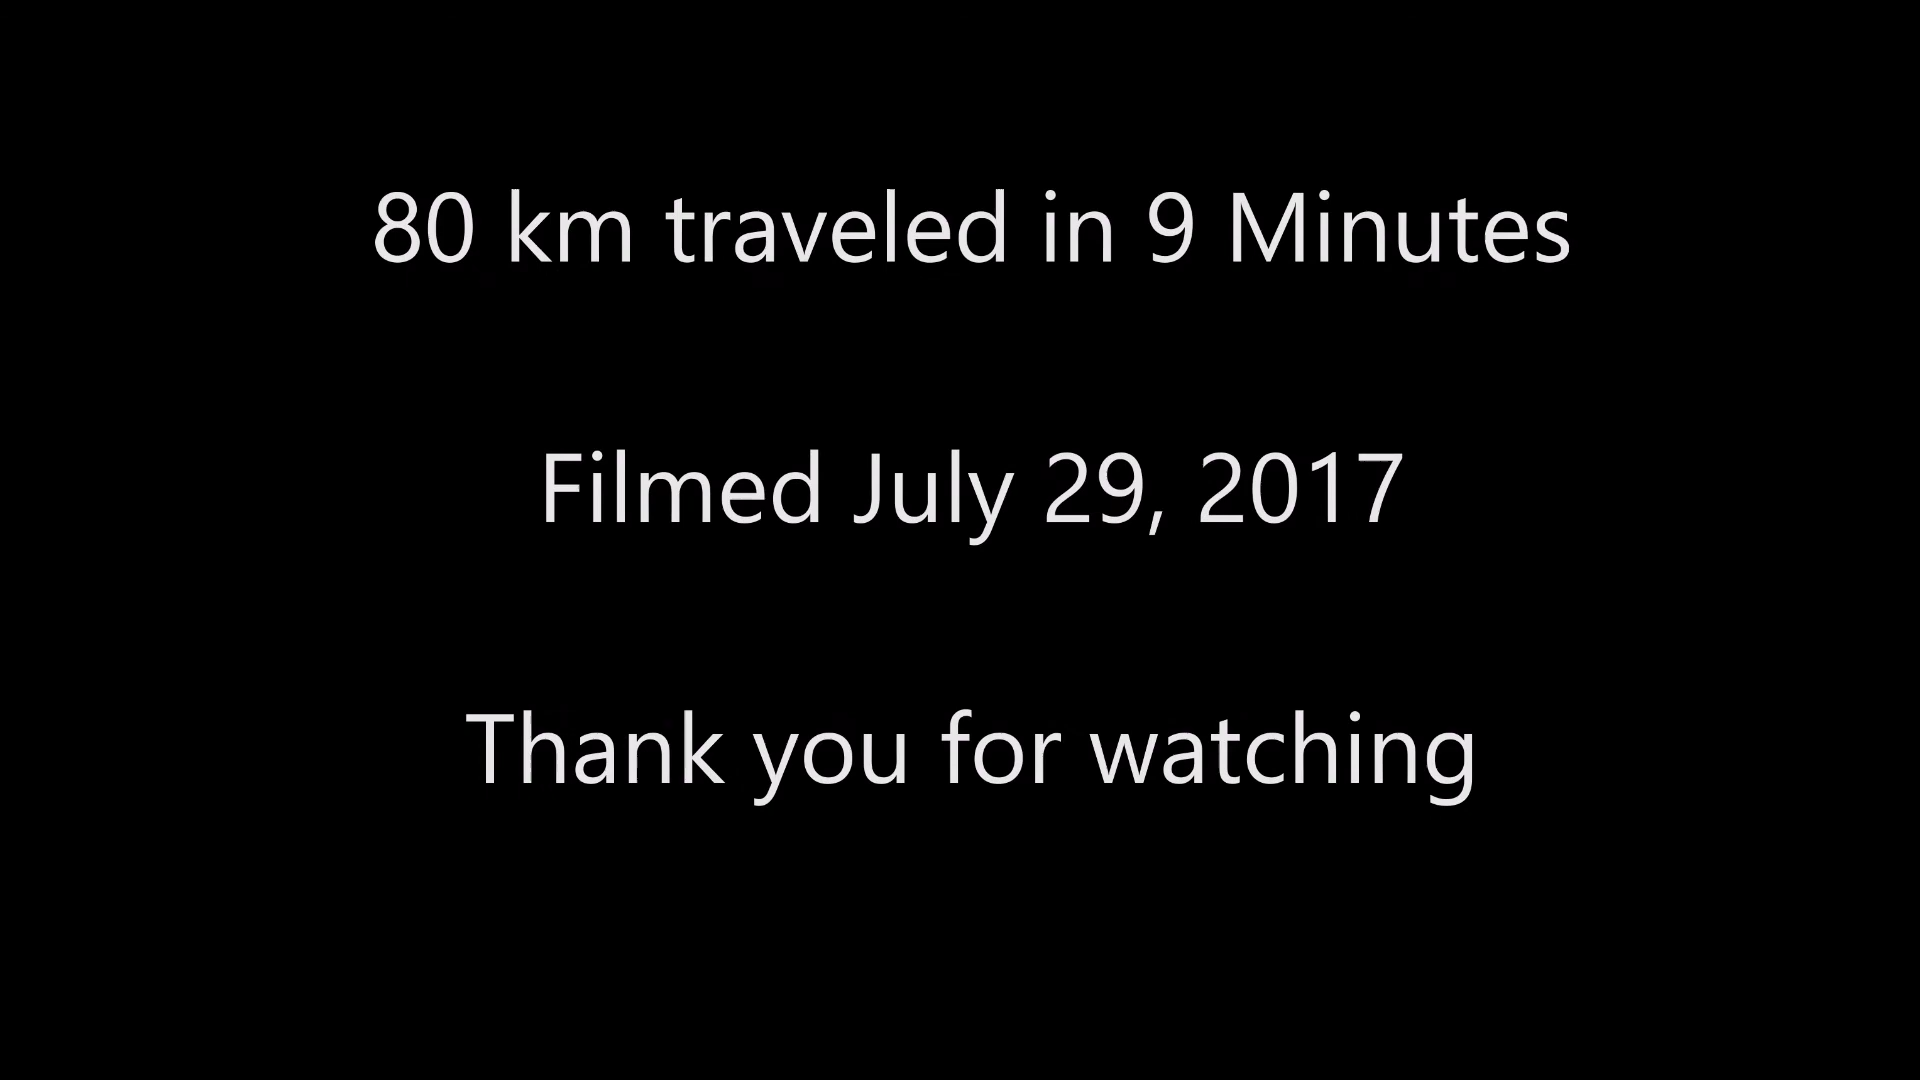 80 km traveled in 9 Minutes
Filmed July 29, 2017
Thank you for watching